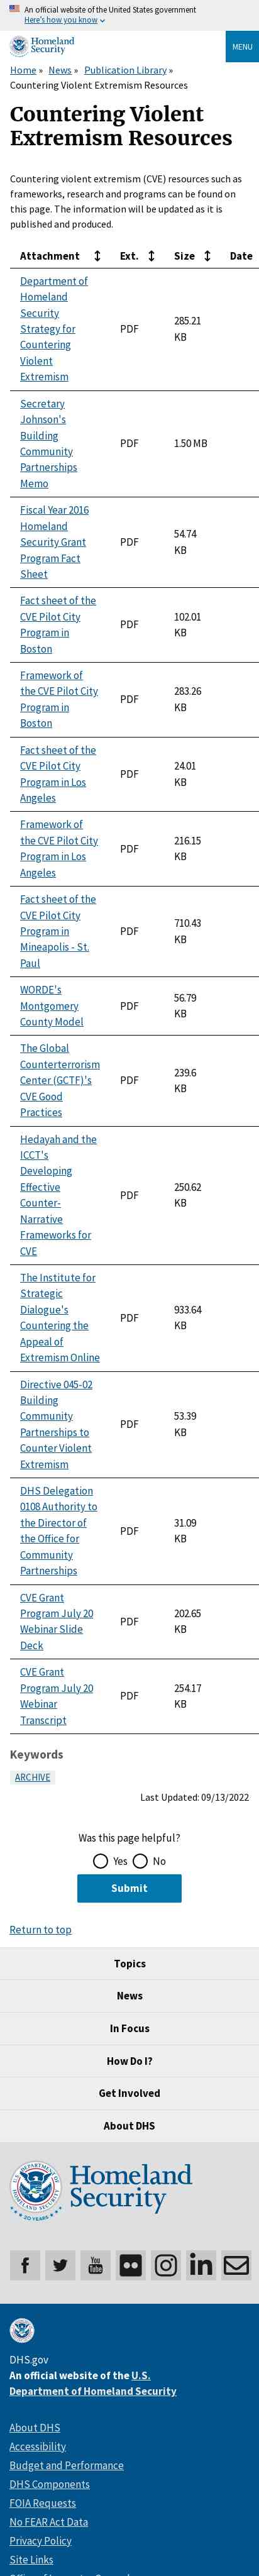 An official website of the United States government
Here's how you know
Homeland
Security
MENU
Home » News » Publication Library »
Counterering Violent Extremism Resources
Countering Violent
Extremism Resources
Countering violent extremism (CVE) resources such as
frameworks, research and programs can be found on
this page. The information will be updated as it is
published and produced.
Attachment Ext. Size Date
Department of
Homeland
Security
Strategy for
Countering
Violent
Extremism
PDF
285.21
KB
Secretary
Johnson's
Building
Community
Partnerships
Memo
PDF
1.50 MB
Fiscal Year 2016
Homeland
Security Grant
Program Fact
Sheet
PDF
54.74
KB
Fact sheet of the
CVE Pilot City
Program in
Boston
PDF
102.01
KB
Framework of
the CVE Pilot City
Program in
Boston
PDF
283.26
KB
Fact sheet of the
CVE Pilot City
Program in Los
Angeles
PDF
24.01
KB
Framework of
the CVE Pilot City
Program in Los
Angeles
PDF
216.15
KB
Fact sheet of the
CVE Pilot City
Program in
Mineapolis - St.
Paul
PDF
710.43
KB
WORDE's
Montgomery
County Model
PDF
56.79
KB
The Global
Counterterrorism
Center (GCTF)'s
CVE Good
Practices
PDF
239.6
KB
Hedayah and the
ICCT's
Developing
Effective
Counter-
Narrative
Frameworks for
CVE
PDF
250.62
KB
The Institute for
Strategic
Dialogue's
Countering the
Appeal of
Extremism Online
PDF
933.64
KB
Directive 045-02
Building
Community
Partnerships to
Counter Violent
Extremism
PDF
53.39
KB
DHS Delegation
0108 Authority to
the Director of
the Office for
Community
Partnerships
PDF
31.09
KB
CVE Grant
Program July 20
Webinar Slide
Deck
PDF
202.65
KB
CVE Grant
Program July 20
Webinar
Transcript
PDF
254.17
KB
Keywords
ARCHIVE
Last Updated: 09/13/2022
Was this page helpful?
Yes No
Submit
Return to top
Topics
News
In Focus
How Do I?
Get Involved
About DHS
Homeland
Security
20 YEARS
You
Tube
DHS.gov
An official website of the U.S.
Department of Homeland Security
About DHS
Accessibility
Budget and Performance
DHS Components
FOIA Requests
No FEAR Act Data
Privacy Policy
Site Links